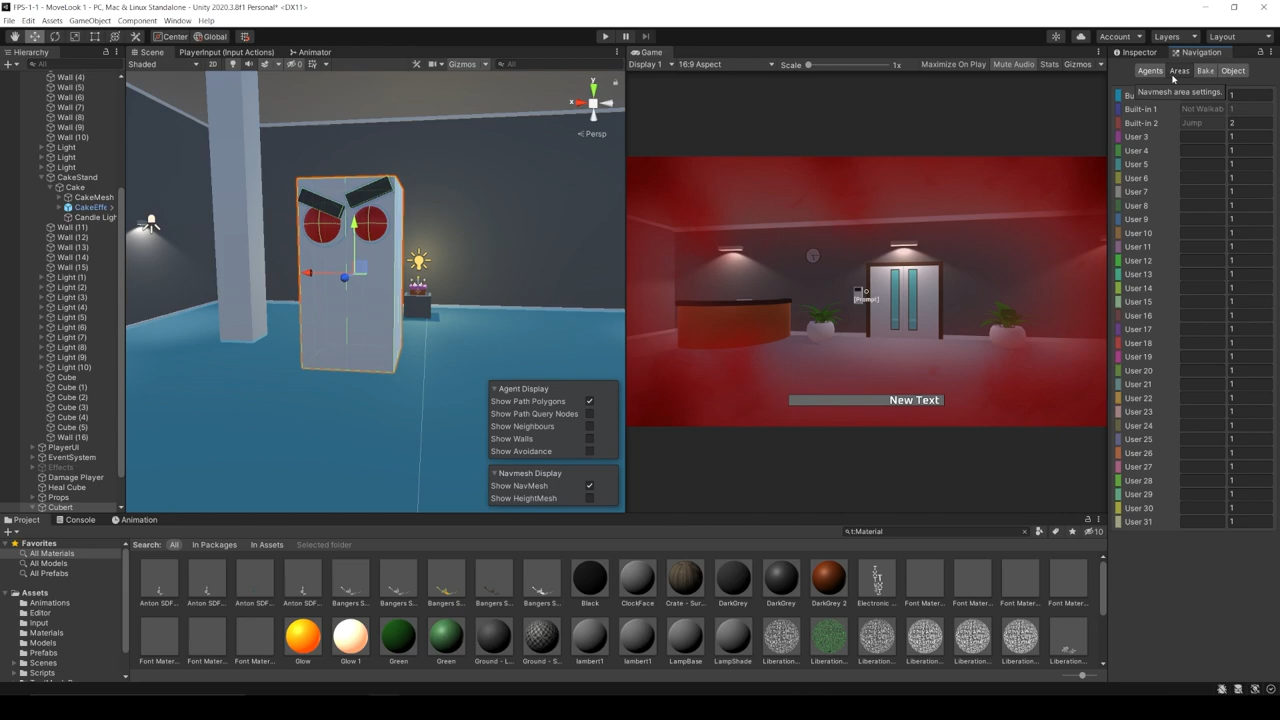 FPS-1-1 - MoveLook 1 - PC, Mac & Linux Standalone - Unity 2020.3.8f1 Personal* <DX11>
File Edit Assets GameObject Component Window Help
Center Global Account Layers Layout
Hierarchy
All
Wall (4)
Wall (5)
Wall (6)
Wall (7)
Wall (8)
Wall (9)
Wall (10)
Light
Light
Light
CakeStand
Cake
CakeMesh
CakeEffe
Candle Ligh
Wall (11)
Wall (12)
Wall (13)
Wall (14)
Wall (15)
Light (1)
Light (2)
Light (3)
Light (4)
Light (5)
Light (6)
Light (7)
Light (8)
Light (9)
Light (10)
Cube
Cube (1)
Cube (2)
Cube (3)
Cube (4)
Cube (5)
Wall (16)
PlayerUI
EventSystem
Effects
Damage Player
Heal Cube
Props
Cubert
Scene PlayerInput (Input Actions) Animator
Shaded 2D 0 Gizmos All
y
x
Persp
Agent Display
Show Path Polygons
Show Path Query Nodes
Show Neighbours
Show Walls
Show Avoidance
Navmesh Display
Show NavMesh
Show HeightMesh
Game
Display 1 16:9 Aspect Scale 1x Maximize On Play Mute Audio Stats Gizmos
[Prompt]
New Text
Inspector Navigation
Agents Areas Bake Object
Navmesh area settings.
Bu 1
Built-in 1 Not Walkab 1
Built-in 2 Jump 2
User 3 1
User 4 1
User 5 1
User 6 1
User 7 1
User 8 1
User 9 1
User 10 1
User 11 1
User 12 1
User 13 1
User 14 1
User 15 1
User 16 1
User 17 1
User 18 1
User 19 1
User 20 1
User 21 1
User 22 1
User 23 1
User 24 1
User 25 1
User 26 1
User 27 1
User 28 1
User 29 1
User 30 1
User 31 1
Project Console Animation
t:Material
10
Favorites
All Materials
All Models
All Prefabs
Assets
Animations
Editor
Input
Materials
Models
Prefabs
Scenes
Scripts
Search: All In Packages In Assets Selected folder
Anton SDF... Anton SDF... Anton SDF... Anton SDF... Bangers S... Bangers S... Bangers S... Bangers S... Bangers S... Black ClockFace Crate - Sur... DarkGrey DarkGrey DarkGrey 2 Electronic ... Font Mater... Font Mater... Font Mater... Font Mater...
Font Mater... Font Mater... Font Mater... Glow Glow 1 Green Green Ground - L... Ground - S... lambert1 lambert1 LampBase LampShade Liberation... Liberation... Liberation... Liberation... Liberation... Liberation... Liberation...